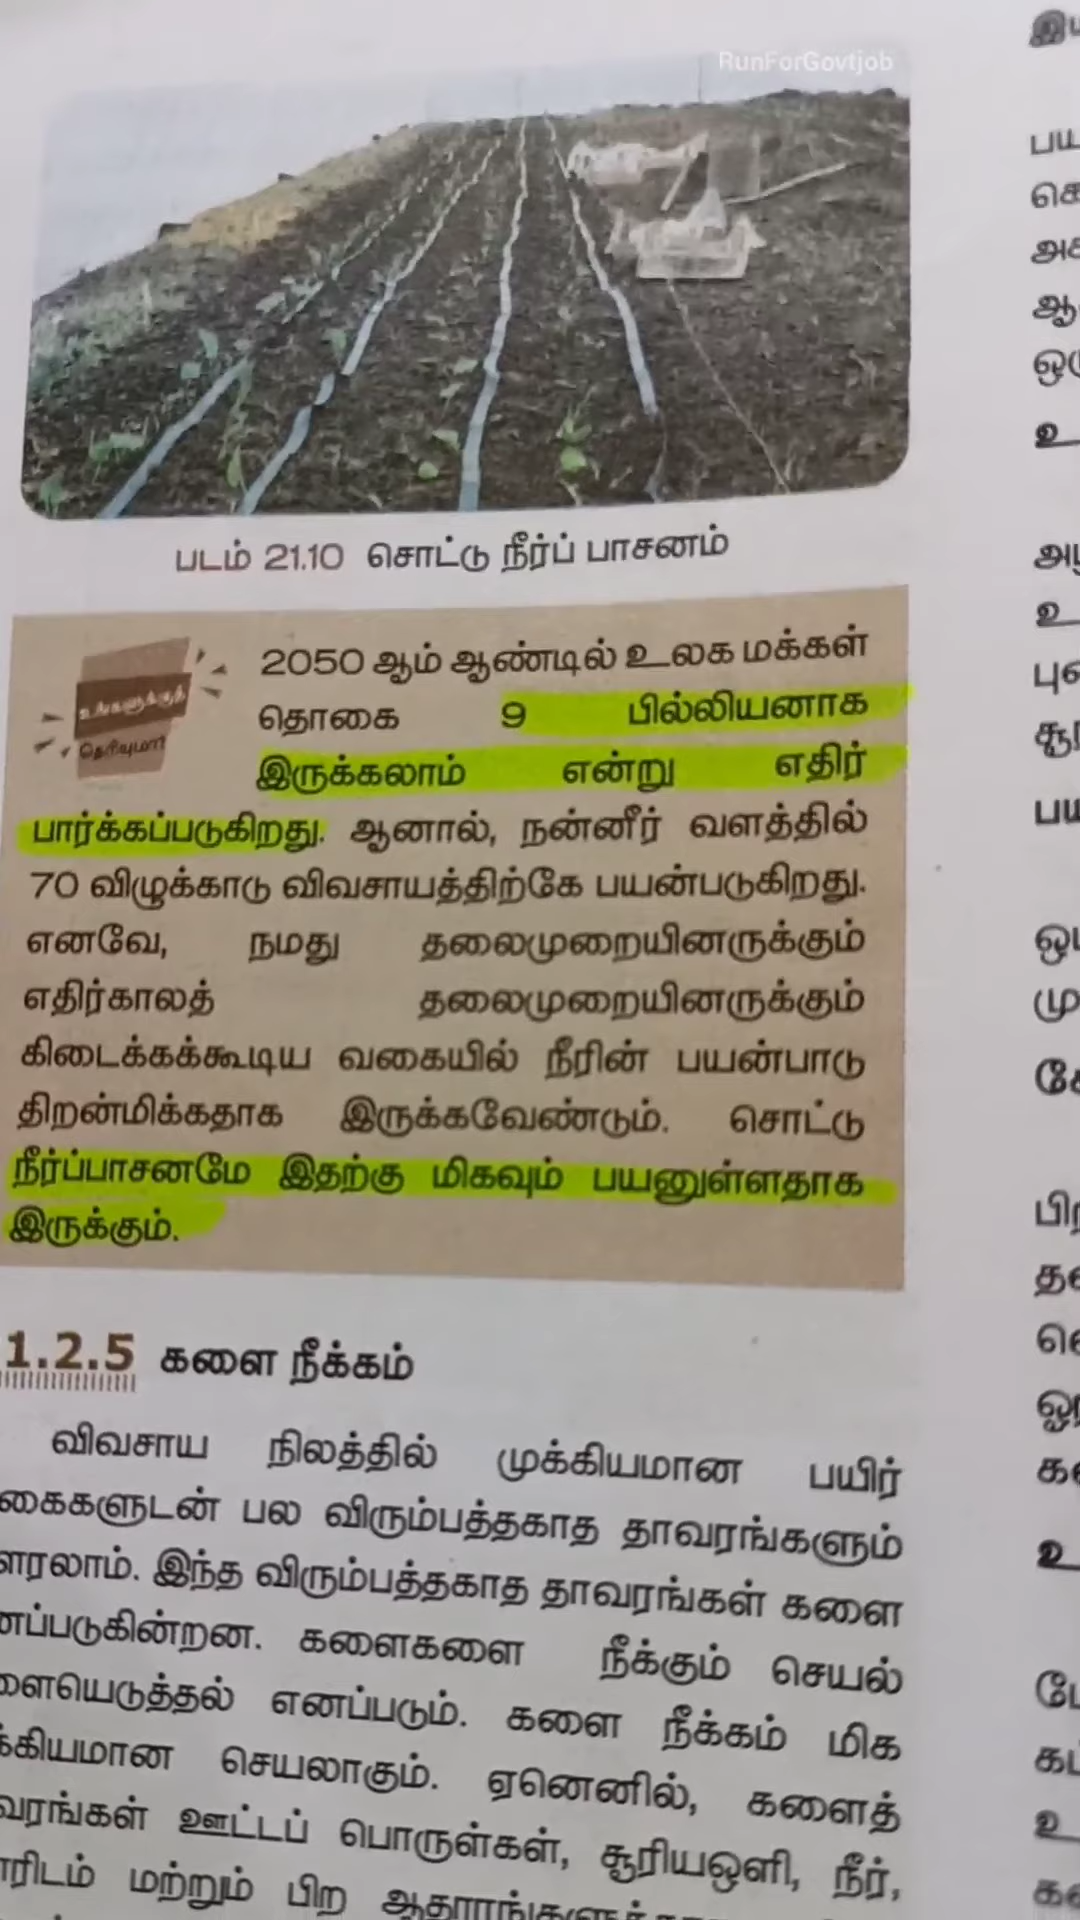 RunForGovtjob
படம் 21.10 சொட்டு நீர்ப் பாசனம்
உங்களுக்குத்
தெரியுமா?
2050 ஆம் ஆண்டில் உலக மக்கள்
தொகை 9 பில்லியனாக
இருக்கலாம் என்று எதிர்
பார்க்கப்படுகிறது. ஆனால், நன்னீர் வளத்தில்
70 விழுக்காடு விவசாயத்திற்கே பயன்படுகிறது.
எனவே, நமது தலைமுறையினருக்கும்
எதிர்காலத் தலைமுறையினருக்கும்
கிடைக்கக்கூடிய வகையில் நீரின் பயன்பாடு
திறன்மிக்கதாக இருக்கவேண்டும். சொட்டு
நீர்ப்பாசனமே இதற்கு மிகவும் பயனுள்ளதாக
இருக்கும்.
1.2.5 களை நீக்கம்
விவசாய நிலத்தில் முக்கியமான பயிர்
கைகளுடன் பல விரும்பத்தகாத தாவரங்களும்
ளரலாம். இந்த விரும்பத்தகாத தாவரங்கள் களை
னப்படுகின்றன. களைகளை நீக்கும் செயல்
ளையெடுத்தல் எனப்படும். களை நீக்கம் மிக
க்கியமான செயலாகும். ஏனெனில், களைத்
வரங்கள் ஊட்டப் பொருள்கள், சூரியஒளி, நீர்,
ரிடம் மற்றும் பிற